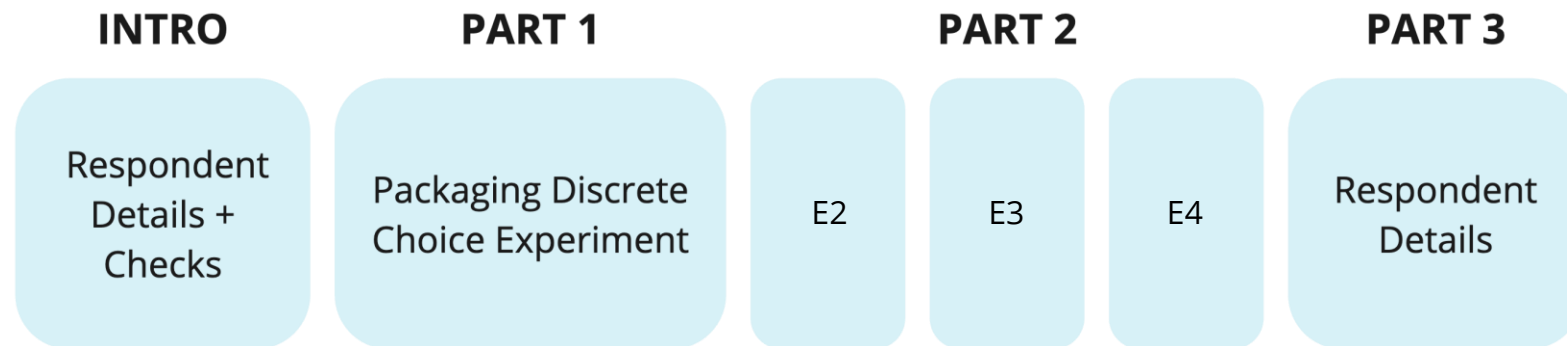 INTRO
PART 1
PART 2
PART 3
Respondent
Details +
Checks
Packaging Discrete
Choice Experiment
E2
E3
E4
Respondent
Details